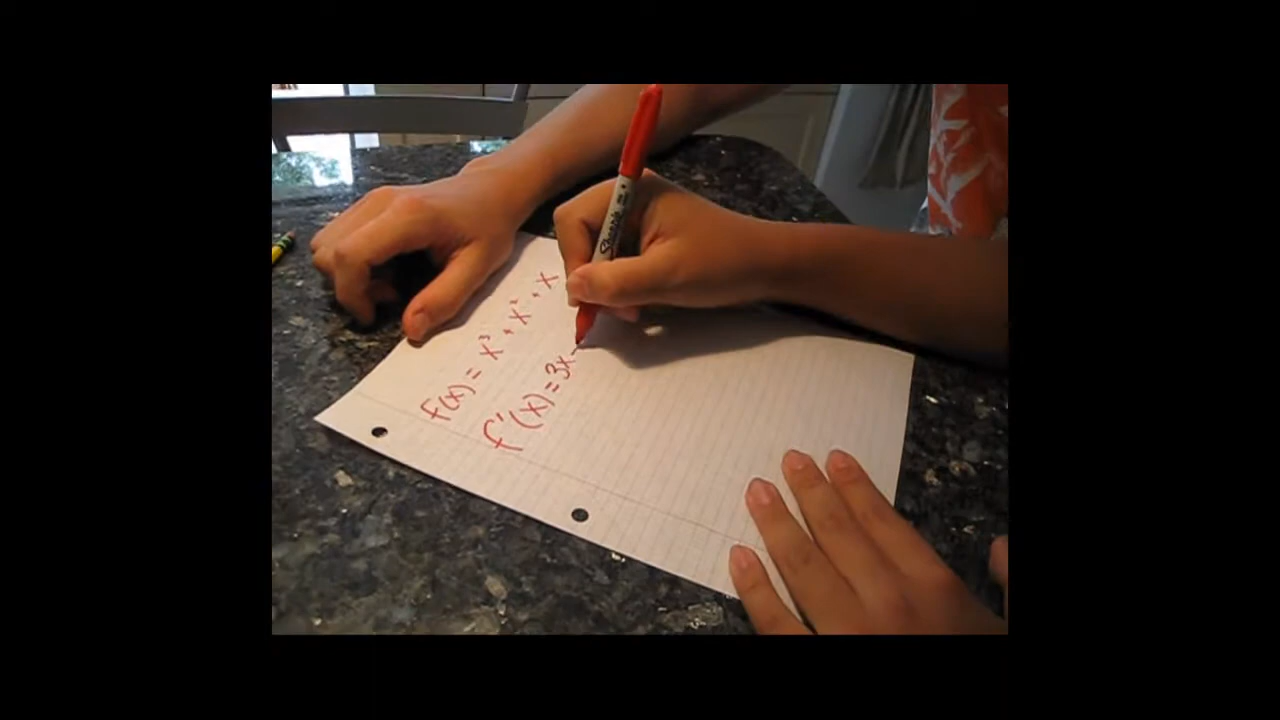 f(x) = x³ + x² + x
f'(x) = 3x
Sharpie